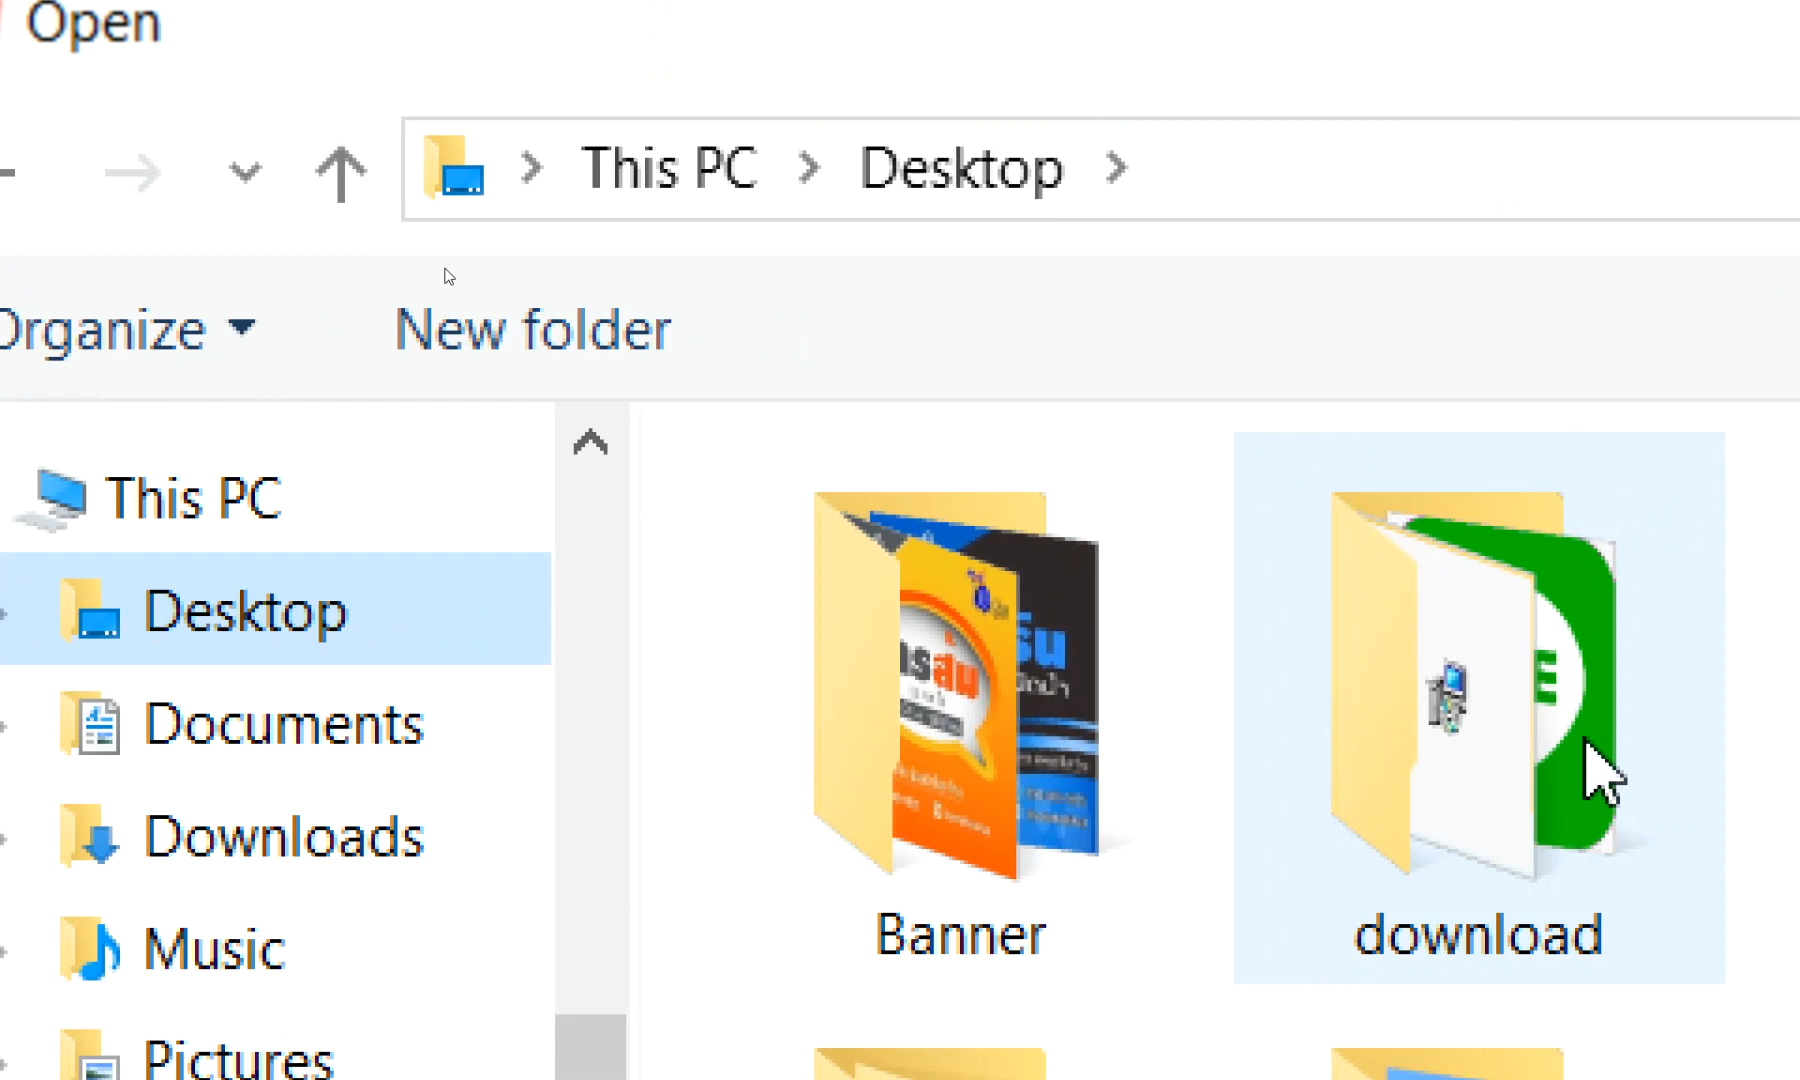 Open
This PC > Desktop >
Organize New folder
This PC
Desktop
Documents
Downloads
Music
Pictures
Banner
download